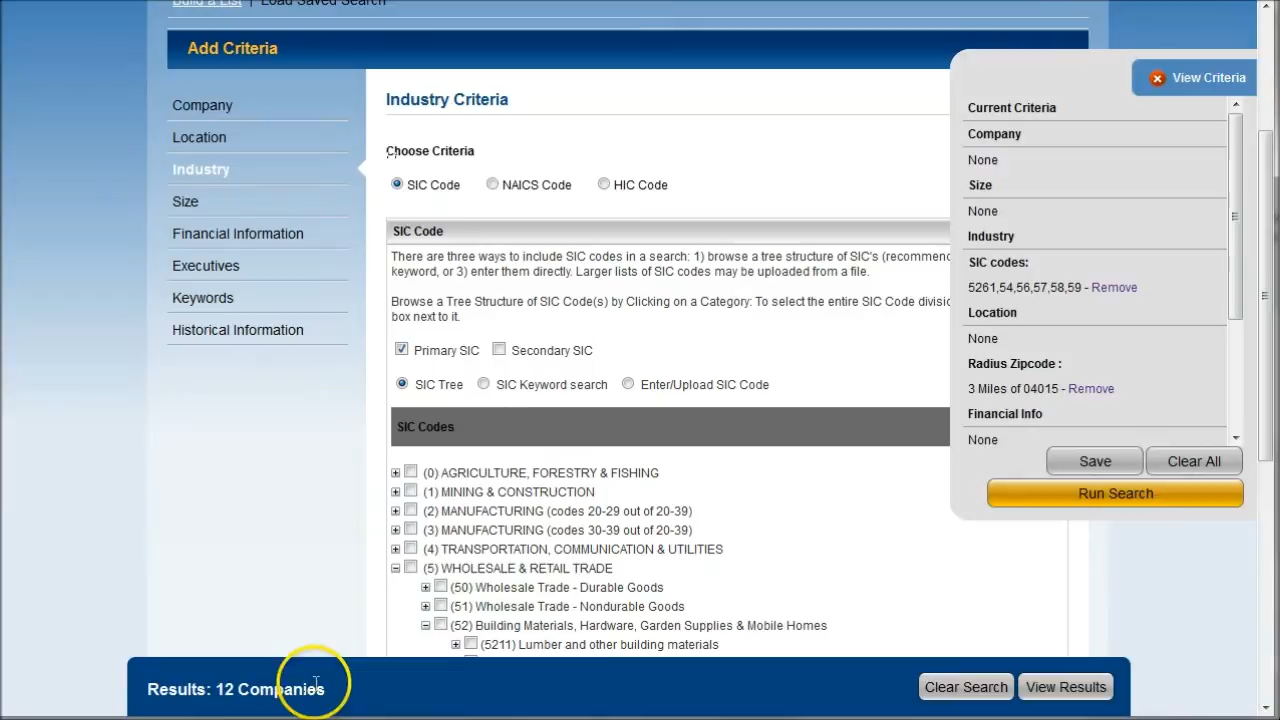 Build a List | Load Saved Search
Add Criteria
View Criteria
Company
Location
Industry
Size
Financial Information
Executives
Keywords
Historical Information
Industry Criteria
Choose Criteria
SIC Code NAICS Code HIC Code
SIC Code
There are three ways to include SIC codes in a search: 1) browse a tree structure of SIC's (recommend
keyword, or 3) enter them directly. Larger lists of SIC codes may be uploaded from a file.
Browse a Tree Structure of SIC Code(s) by Clicking on a Category: To select the entire SIC Code divisio
box next to it.
Primary SIC Secondary SIC
SIC Tree SIC Keyword search Enter/Upload SIC Code
SIC Codes
(0) AGRICULTURE, FORESTRY & FISHING
(1) MINING & CONSTRUCTION
(2) MANUFACTURING (codes 20-29 out of 20-39)
(3) MANUFACTURING (codes 30-39 out of 20-39)
(4) TRANSPORTATION, COMMUNICATION & UTILITIES
(5) WHOLESALE & RETAIL TRADE
(50) Wholesale Trade - Durable Goods
(51) Wholesale Trade - Nondurable Goods
(52) Building Materials, Hardware, Garden Supplies & Mobile Homes
(5211) Lumber and other building materials
Current Criteria
Company
None
Size
None
Industry
SIC codes:
5261,54,56,57,58,59 - Remove
Location
None
Radius Zipcode :
3 Miles of 04015 - Remove
Financial Info
None
Save Clear All
Run Search
Results: 12 Companies
Clear Search View Results